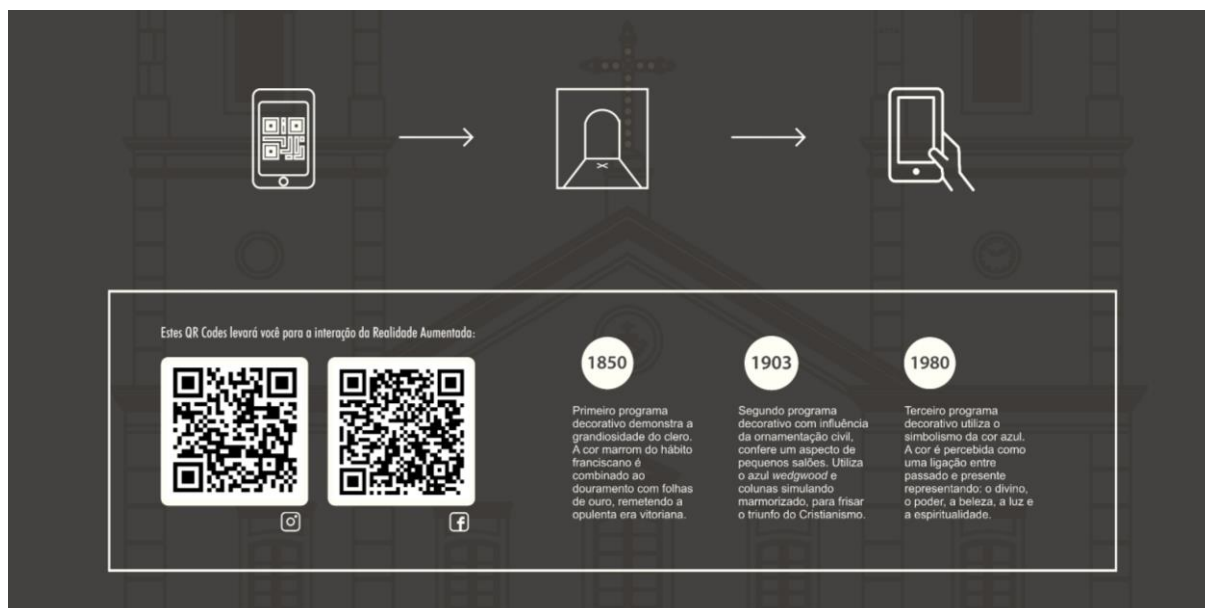 Estes QR Codes levará você para a interação da Realidade Aumentada:
1850
Primeiro programa
decorativo demonstra a
grandiosidade do clero.
A cor marrom do hábito
franciscano é
combinado ao
douramento com folhas
de ouro, remetendo a
opulenta era vitoriana.
1903
Segundo programa
decorativo com influência
da ornamentação civil,
confere um aspecto de
pequenos salões. Utiliza
o azul wedgwood e
colunas simulando
marmorizado, para frisar
o triunfo do Cristianismo.
1980
Terceiro programa
decorativo utiliza o
simbolismo da cor azul.
A cor é percebida como
uma ligação entre
passado e presente
representando: o divino,
o poder, a beleza, a luz e
a espiritualidade.